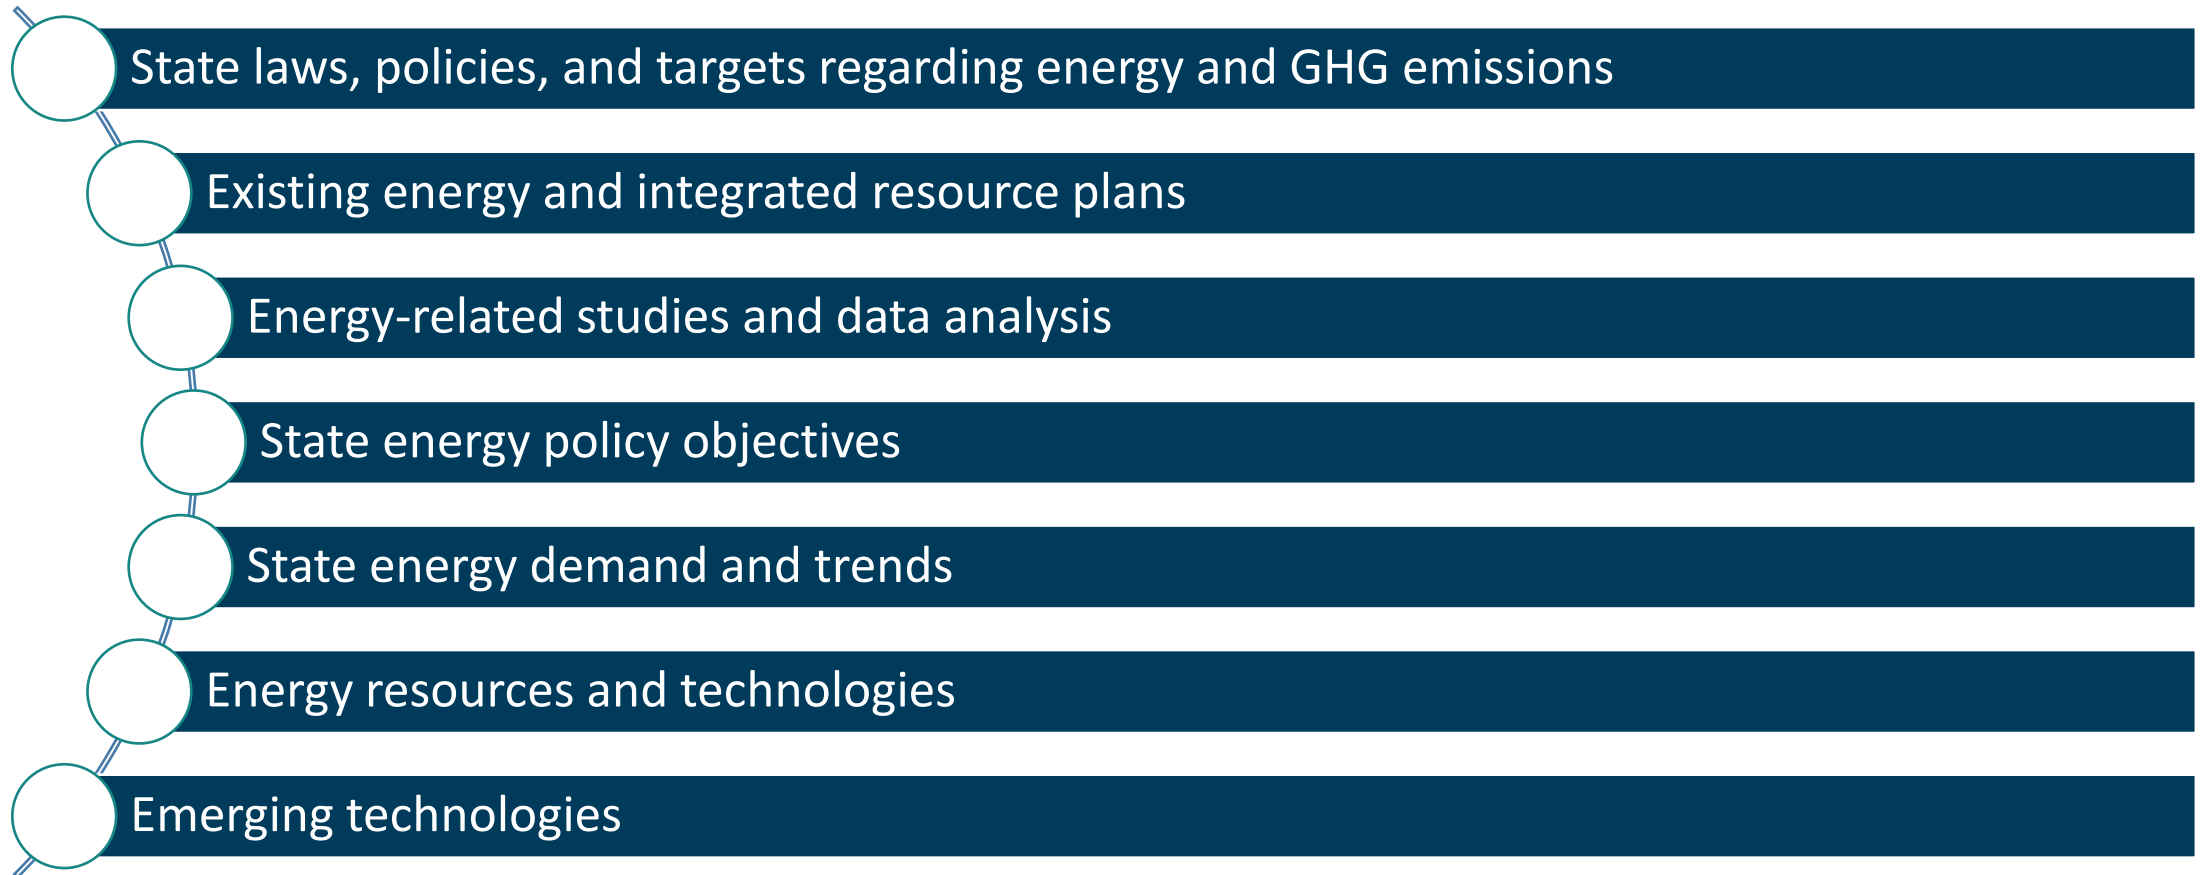 State laws, policies, and targets regarding energy and GHG emissions
Existing energy and integrated resource plans
Energy-related studies and data analysis
State energy policy objectives
State energy demand and trends
Energy resources and technologies
Emerging technologies